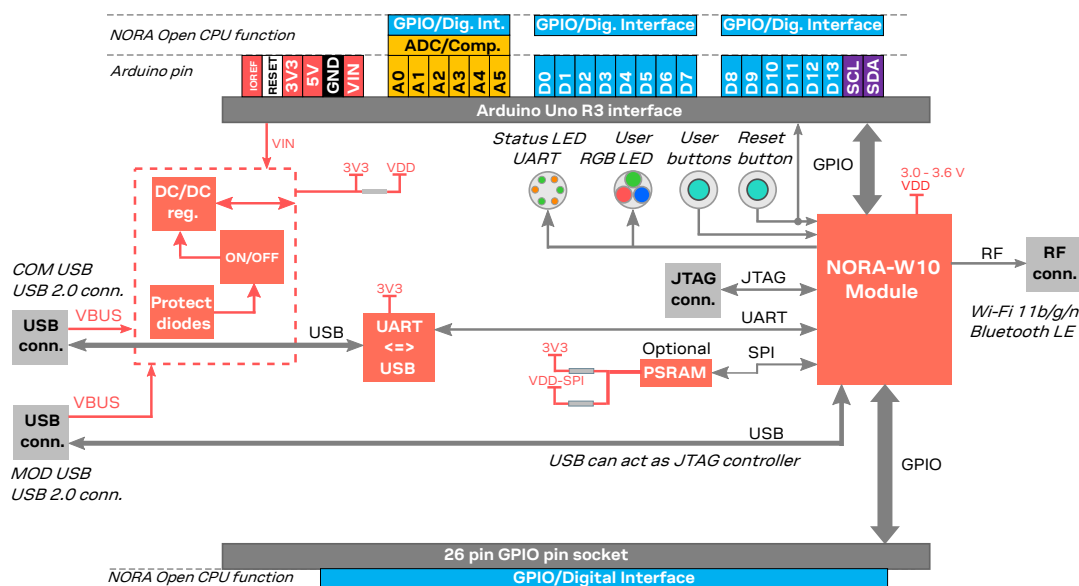 NORA Open CPU function
GPIO/Dig. Int.
GPIO/Dig. Interface
GPIO/Dig. Interface
ADC/Comp.
Arduino pin
IOREF
RESET
3V3
5V
GND
VIN
A0
A1
A2
A3
A4
A5
D0
D1
D2
D3
D4
D5
D6
D7
D8
D9
D10
D11
D12
D13
SCL
SDA
Arduino Uno R3 interface
VIN
Status LED
UART
User
RGB LED
User
buttons
Reset
button
GPIO
3V3
VDD
3.0 - 3.6 V
VDD
DC/DC
reg.
ON/OFF
Protect
diodes
COM USB
USB 2.0 conn.
USB
conn.
VBUS
USB
3V3
UART
<=>
USB
JTAG
conn.
JTAG
UART
NORA-W10
Module
RF
RF
conn.
Wi-Fi 11b/g/n
Bluetooth LE
3V3
VDD-SPI
Optional
PSRAM
SPI
VBUS
USB
conn.
USB
MOD USB
USB 2.0 conn.
USB can act as JTAG controller
GPIO
26 pin GPIO pin socket
NORA Open CPU function
GPIO/Digital Interface